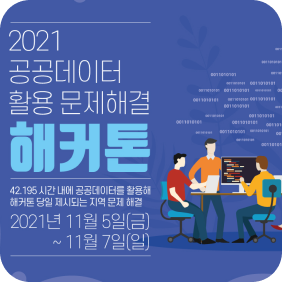 2021
공공데이터
활용 문제해결
해커톤
42.195 시간 내에 공공데이터를 활용해
해커톤 당일 제시되는 지역 문제 해결
2021년 11월 5일(금)
~ 11월 7일(일)